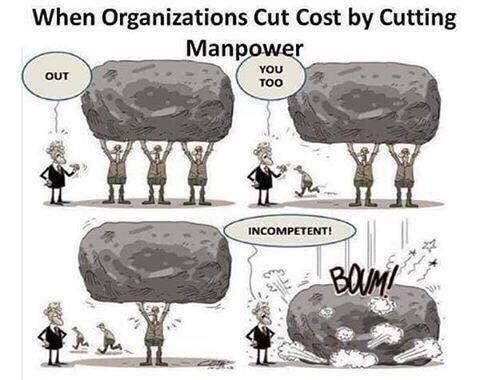 When Organizations Cut Cost by Cutting
Manpower
OUT
YOU
TOO
INCOMPETENT!
BOUM!